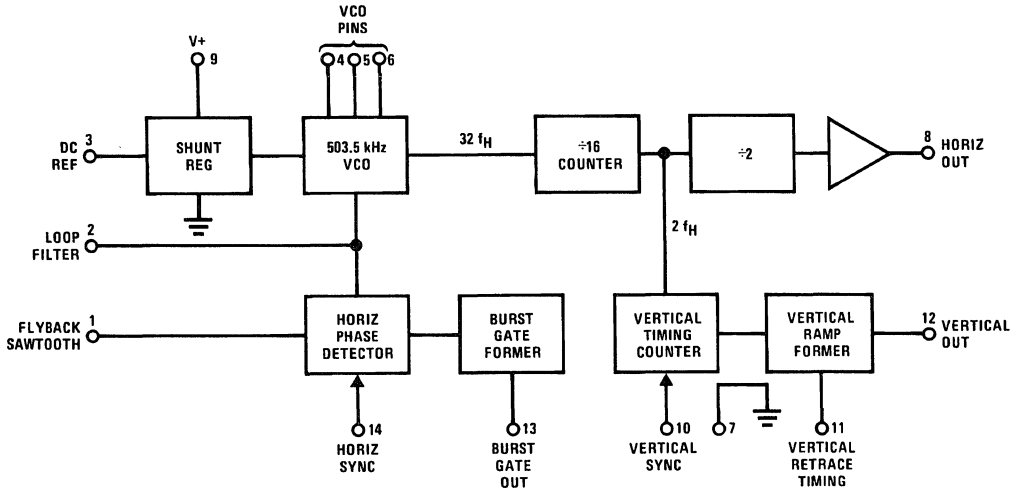 VCO
PINS
V+
9
4
5
6
DC
REF
3
SHUNT
REG
503.5 kHz
VCO
32 fH
÷16
COUNTER
÷2
8
HORIZ
OUT
LOOP
FILTER
2
2 fH
FLYBACK
SAWTOOTH
1
HORIZ
PHASE
DETECTOR
BURST
GATE
FORMER
VERTICAL
TIMING
COUNTER
VERTICAL
RAMP
FORMER
12
VERTICAL
OUT
14
HORIZ
SYNC
13
BURST
GATE
OUT
10
VERTICAL
SYNC
7
11
VERTICAL
RETRACE
TIMING